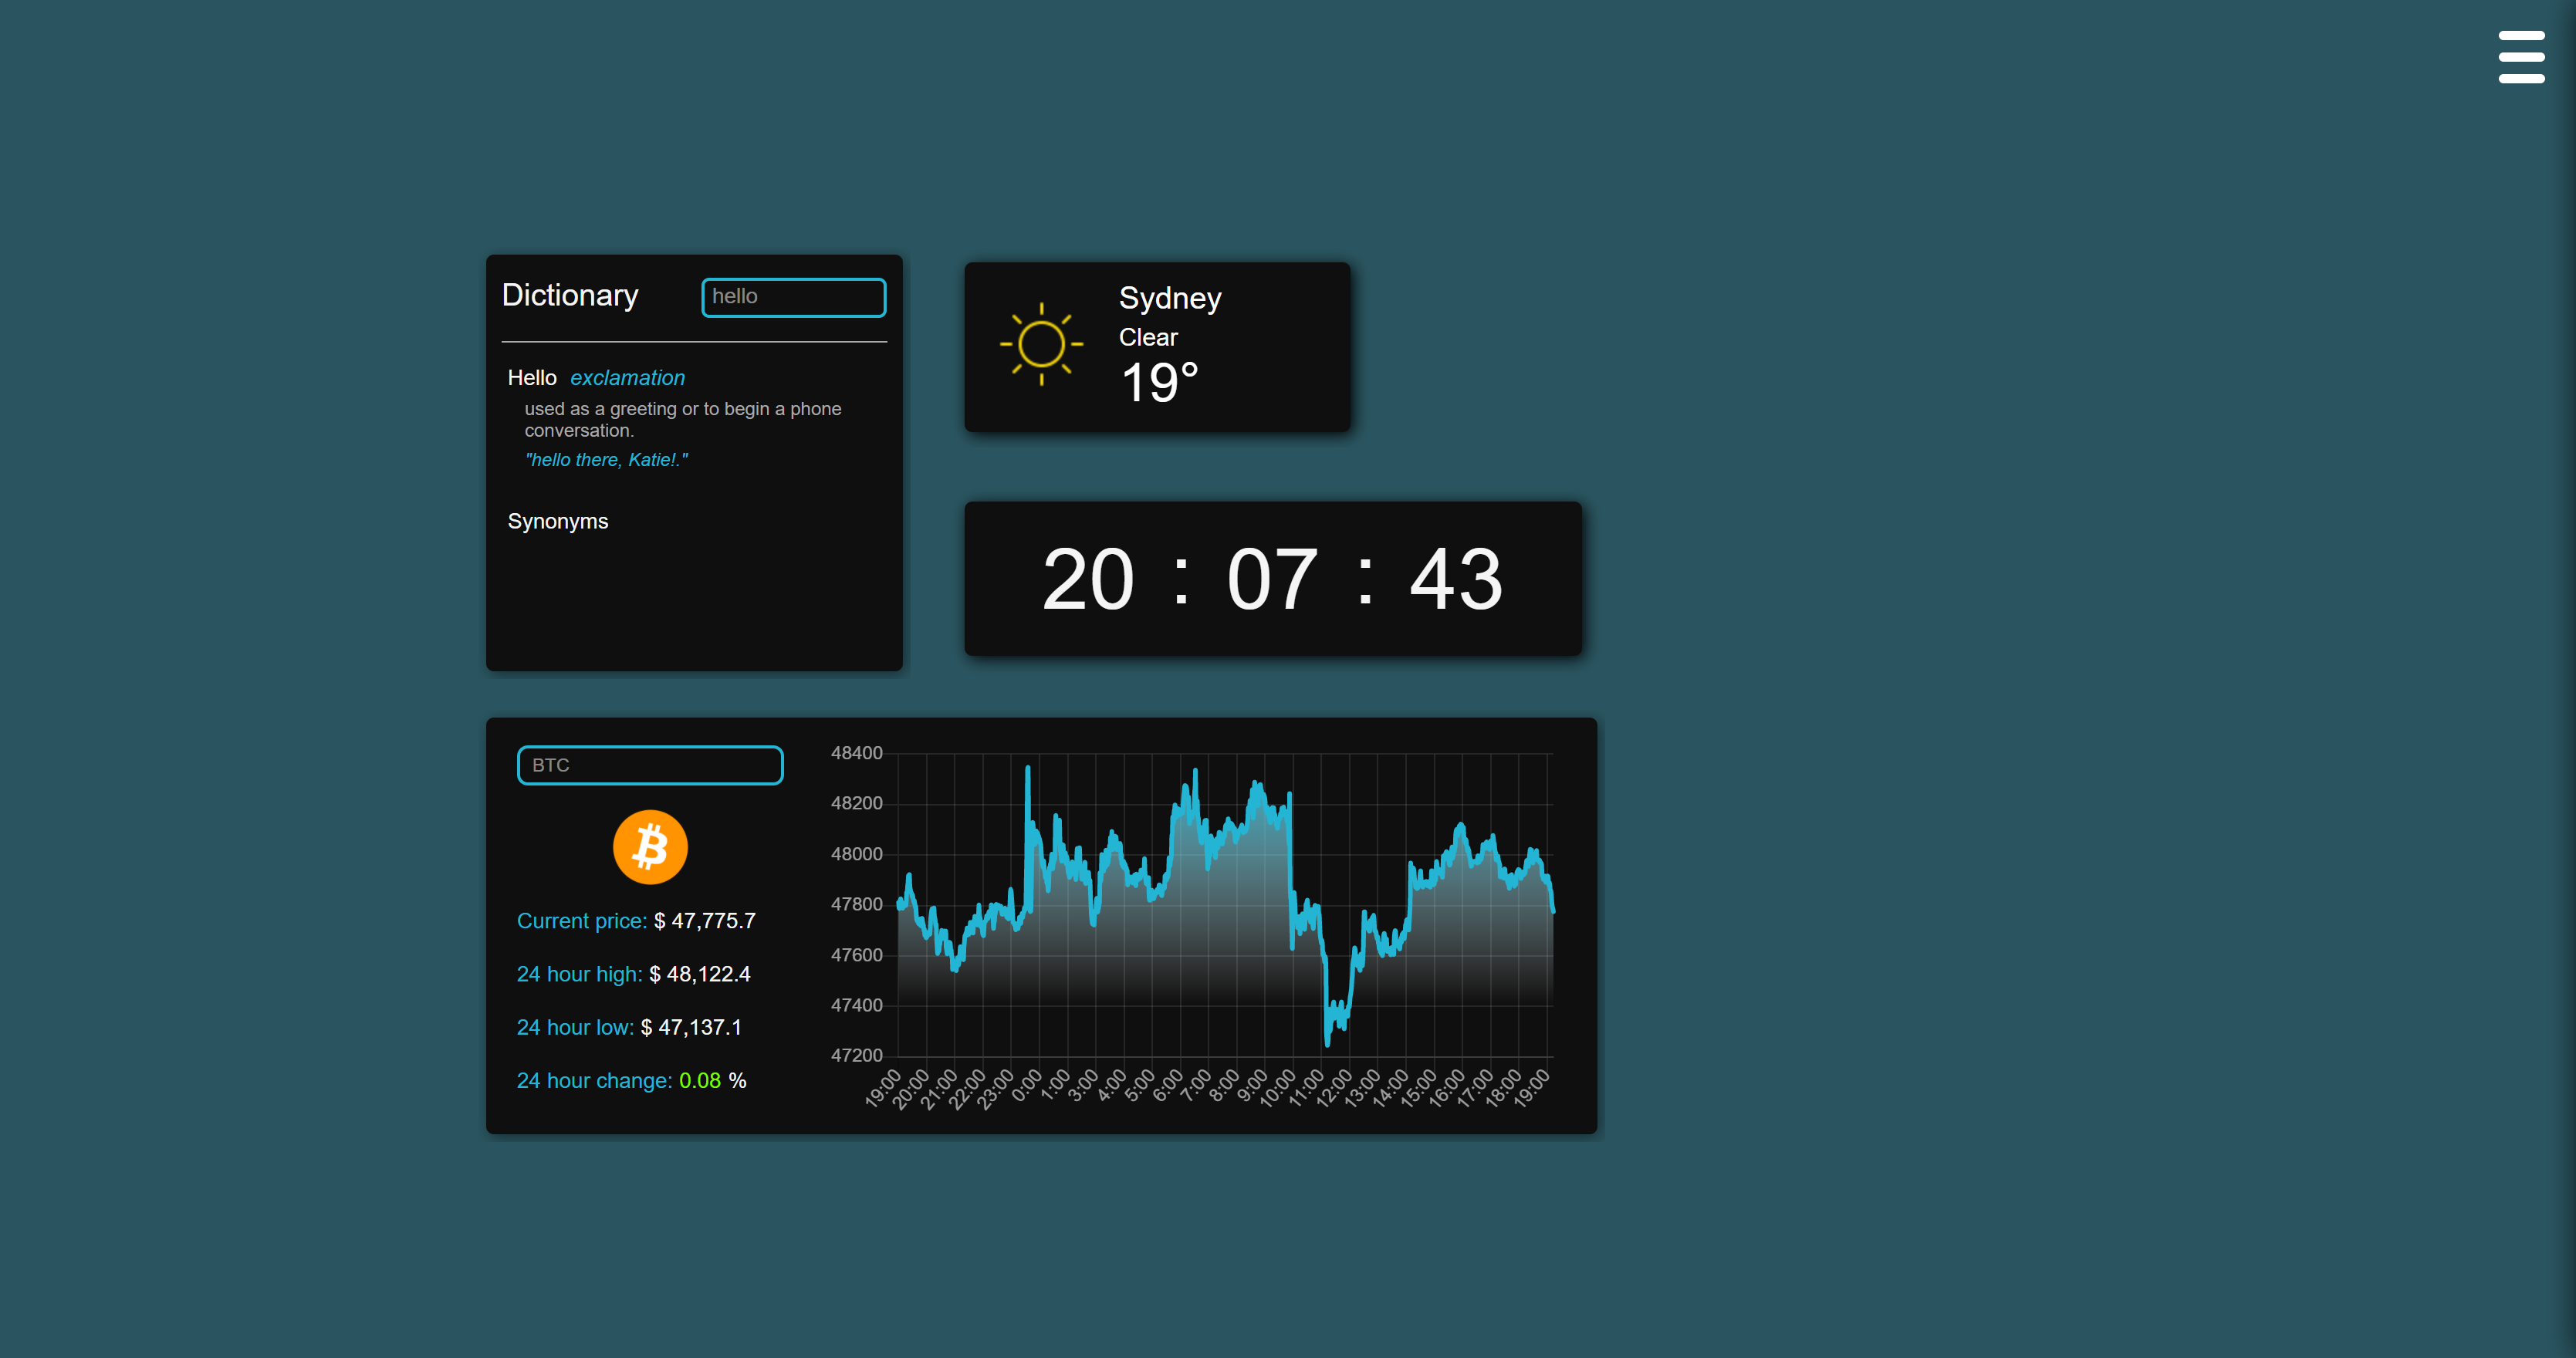 Dictionary
hello
Hello exclamation
used as a greeting or to begin a phone
conversation.
"hello there, Katie!."
Synonyms
Sydney
Clear
19°
20 : 07 : 43
BTC
Current price: $ 47,775.7
24 hour high: $ 48,122.4
24 hour low: $ 47,137.1
24 hour change: 0.08 %
48400
48200
48000
47800
47600
47400
47200
19:00
20:00
21:00
22:00
23:00
0:00
1:00
3:00
4:00
5:00
6:00
7:00
8:00
9:00
10:00
11:00
12:00
13:00
14:00
15:00
16:00
17:00
18:00
19:00